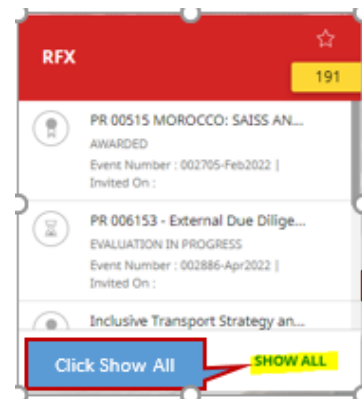 RFX
191
PR 00515 MOROCCO: SAISS AN...
AWARDED
Event Number : 002705-Feb2022 |
Invited On :
PR 006153 - External Due Dilige...
EVALUATION IN PROGRESS
Event Number : 002886-Apr2022 |
Invited On :
Inclusive Transport Strategy an...
Click Show All
SHOW ALL